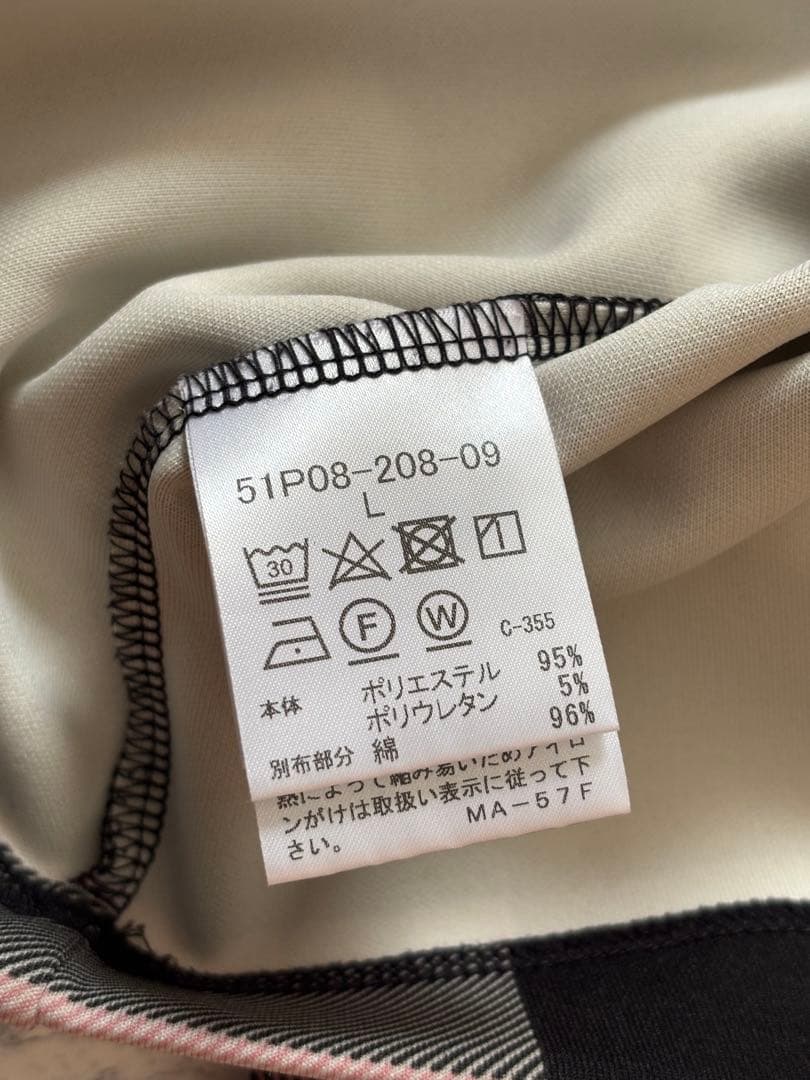 51P08-208-09
L
30
F W C-355
本体 ポリエステル 95%
ポリウレタン 5%
別布部分 綿 96%
熱によって縮み易いためアイロ
ンがけは取扱い表示に従って下
さい。 MA-57F